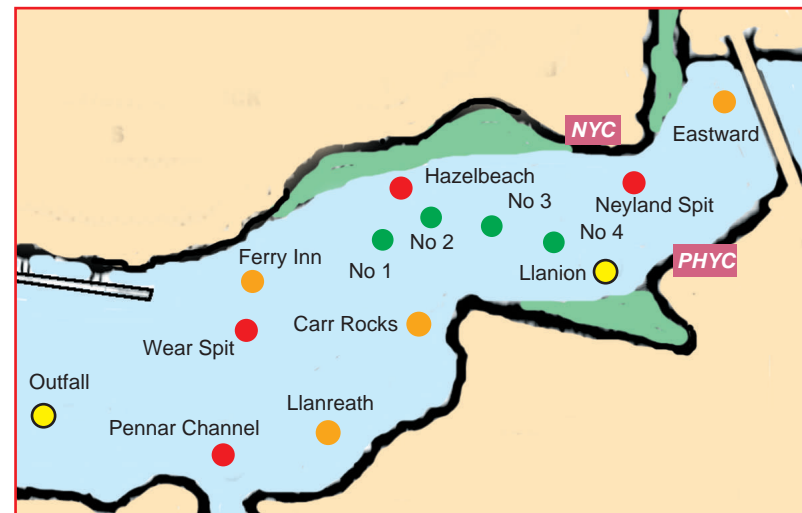 NYC
Eastward
Hazelbeach
Neyland Spit
No 3
No 2
No 4
No 1
Ferry Inn
Llanion
PHYC
Carr Rocks
Wear Spit
Outfall
Llanreath
Pennar Channel